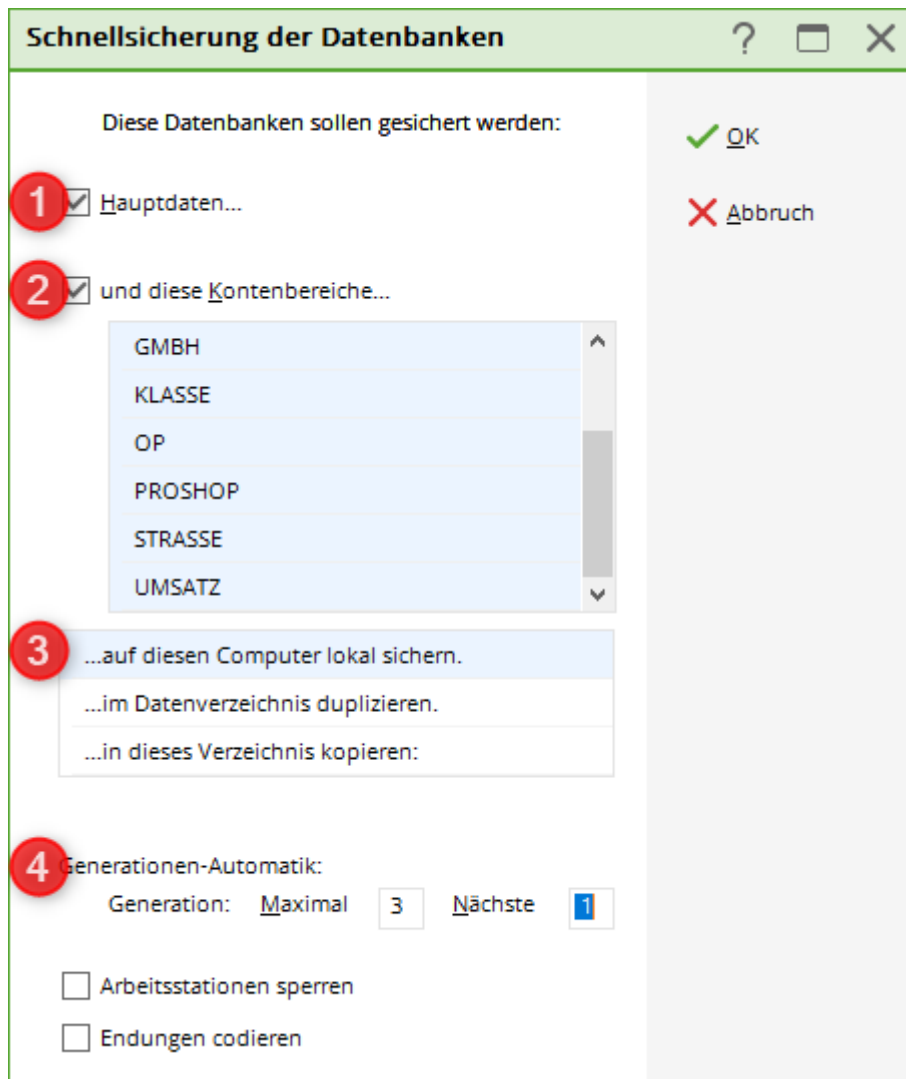 Schnellsicherung der Datenbanken
Diese Datenbanken sollen gesichert werden:
OK
1 Hauptdaten...
Abbruch
2 und diese Kontenbereiche...
GMBH
KLASSE
OP
PROSHOP
STRASSE
UMSATZ
3 ...auf diesen Computer lokal sichern.
...im Datenverzeichnis duplizieren.
...in dieses Verzeichnis kopieren:
4 Generationen-Automatik:
Generation: Maximal 3 Nächste 1
Arbeitsstationen sperren
Endungen codieren